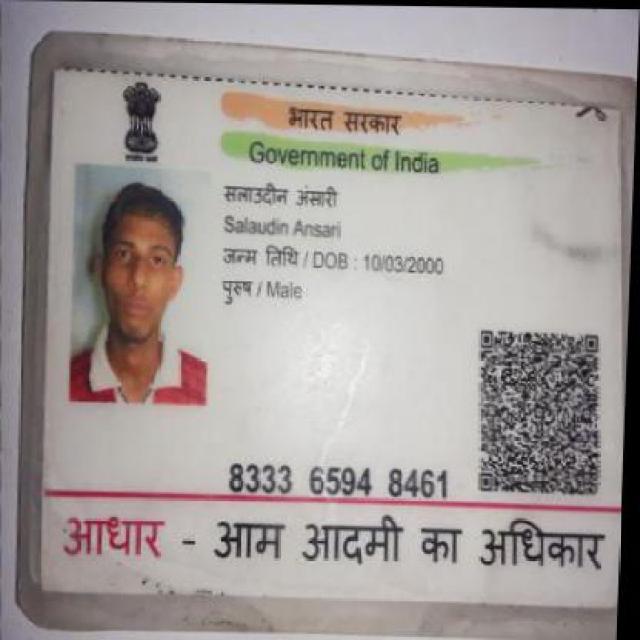 भारत सरकार
Government of India
सलाउदीन अंसारी
Salaudin Ansari
जन्म तिथि / DOB : 10/03/2000
पुरुष / Male
8333 6594 8461
आधार - आम आदमी का अधिकार